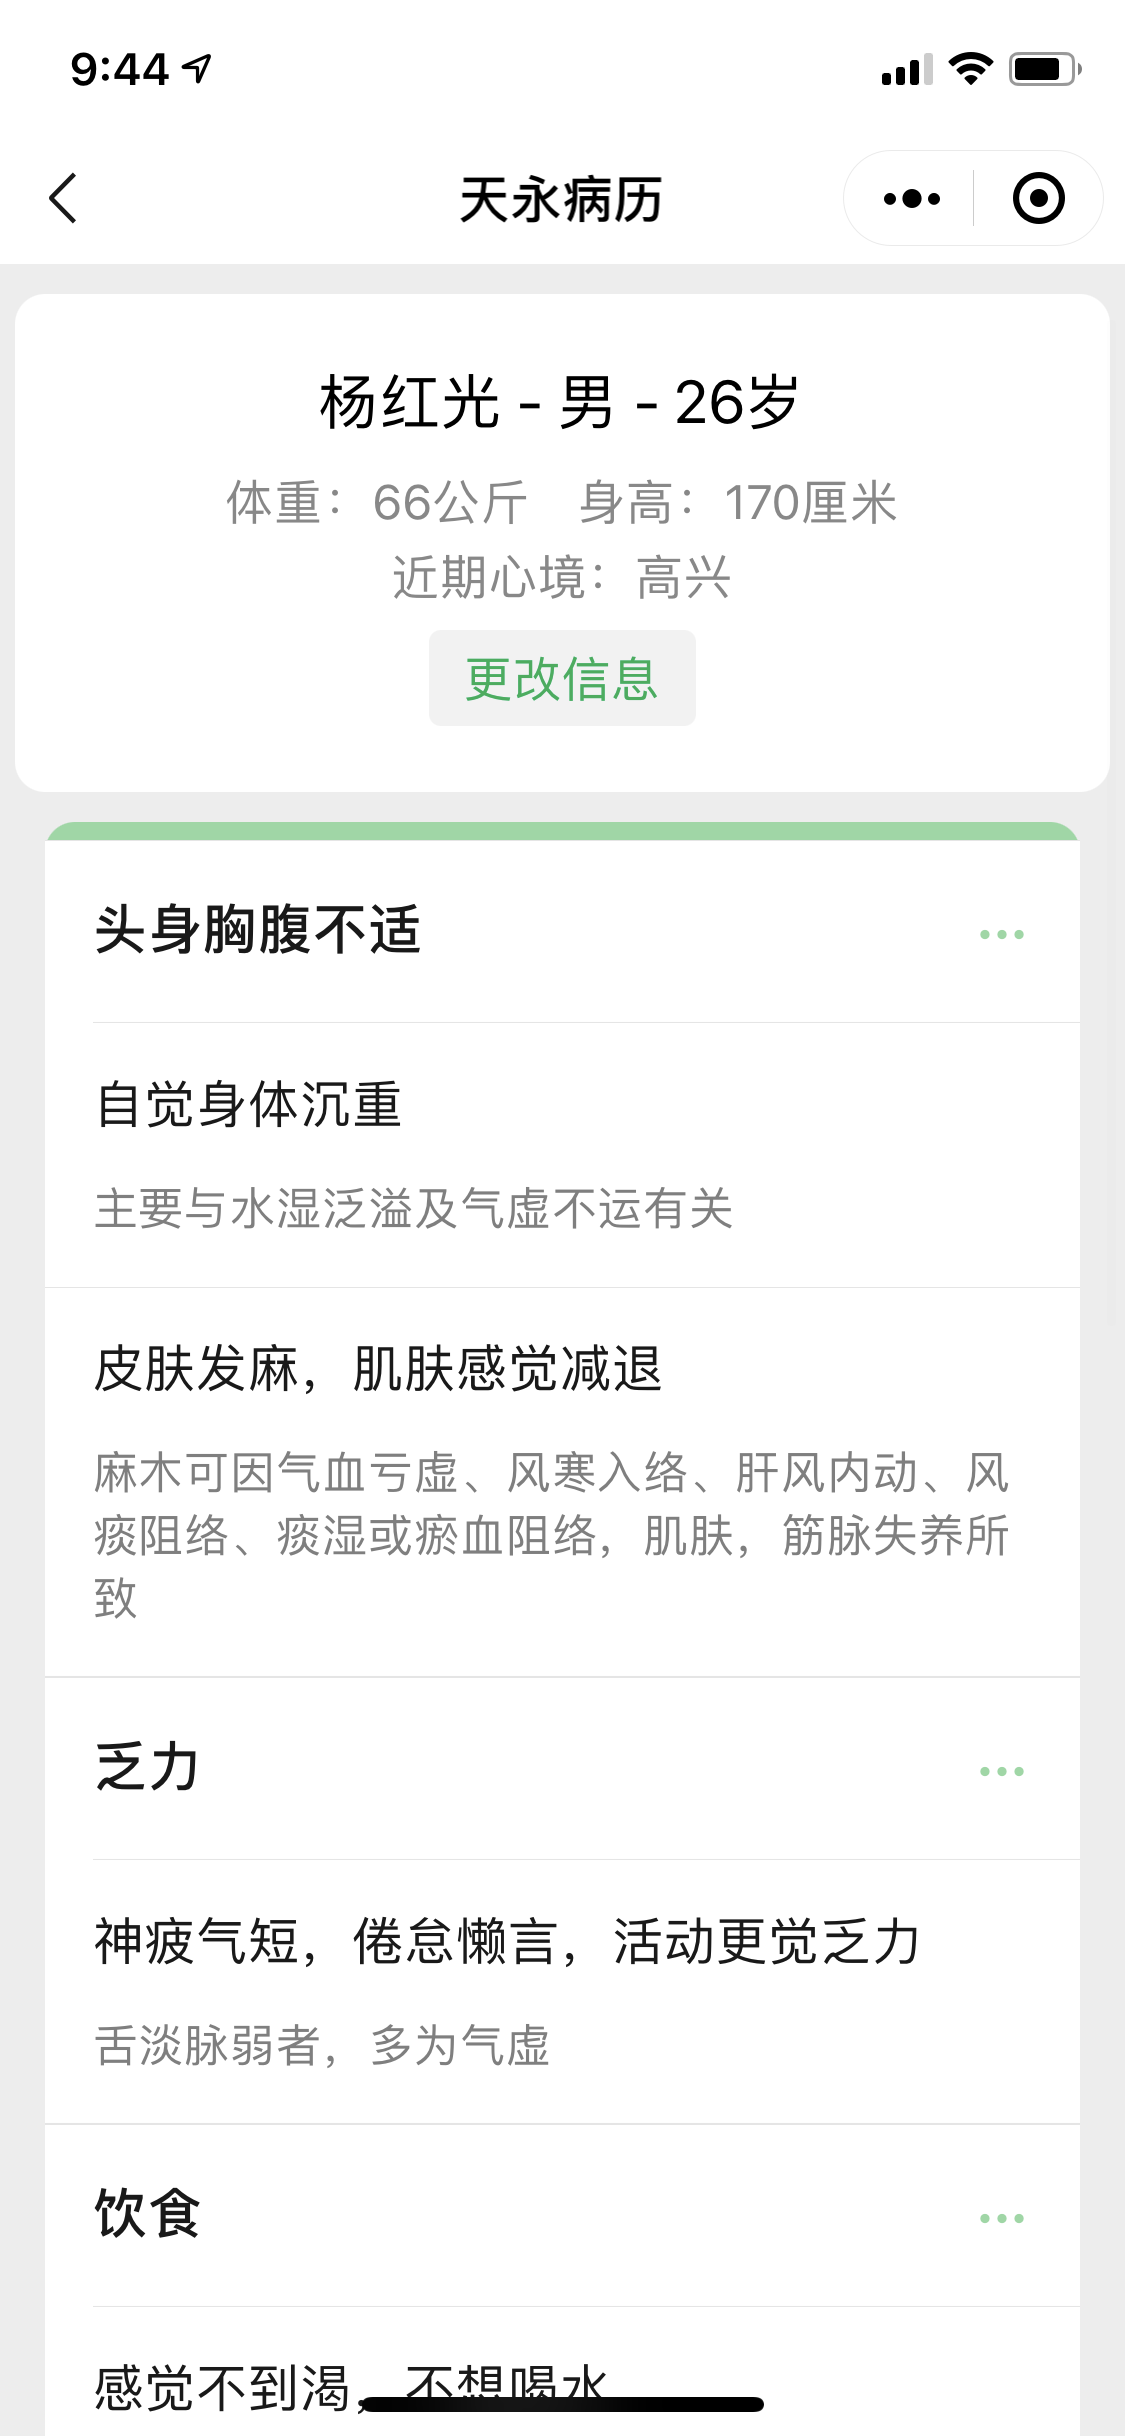 9:44
天永病历
杨红光 - 男 - 26岁
体重：66公斤 身高：170厘米
近期心境：高兴
更改信息
头身胸腹不适
自觉身体沉重
主要与水湿泛溢及气虚不运有关
皮肤发麻，肌肤感觉减退
麻木可因气血亏虚、风寒入络、肝风内动、风
痰阻络、痰湿或瘀血阻络，肌肤，筋脉失养所
致
乏力
神疲气短，倦怠懒言，活动更觉乏力
舌淡脉弱者，多为气虚
饮食
感觉不到渴，不想喝水